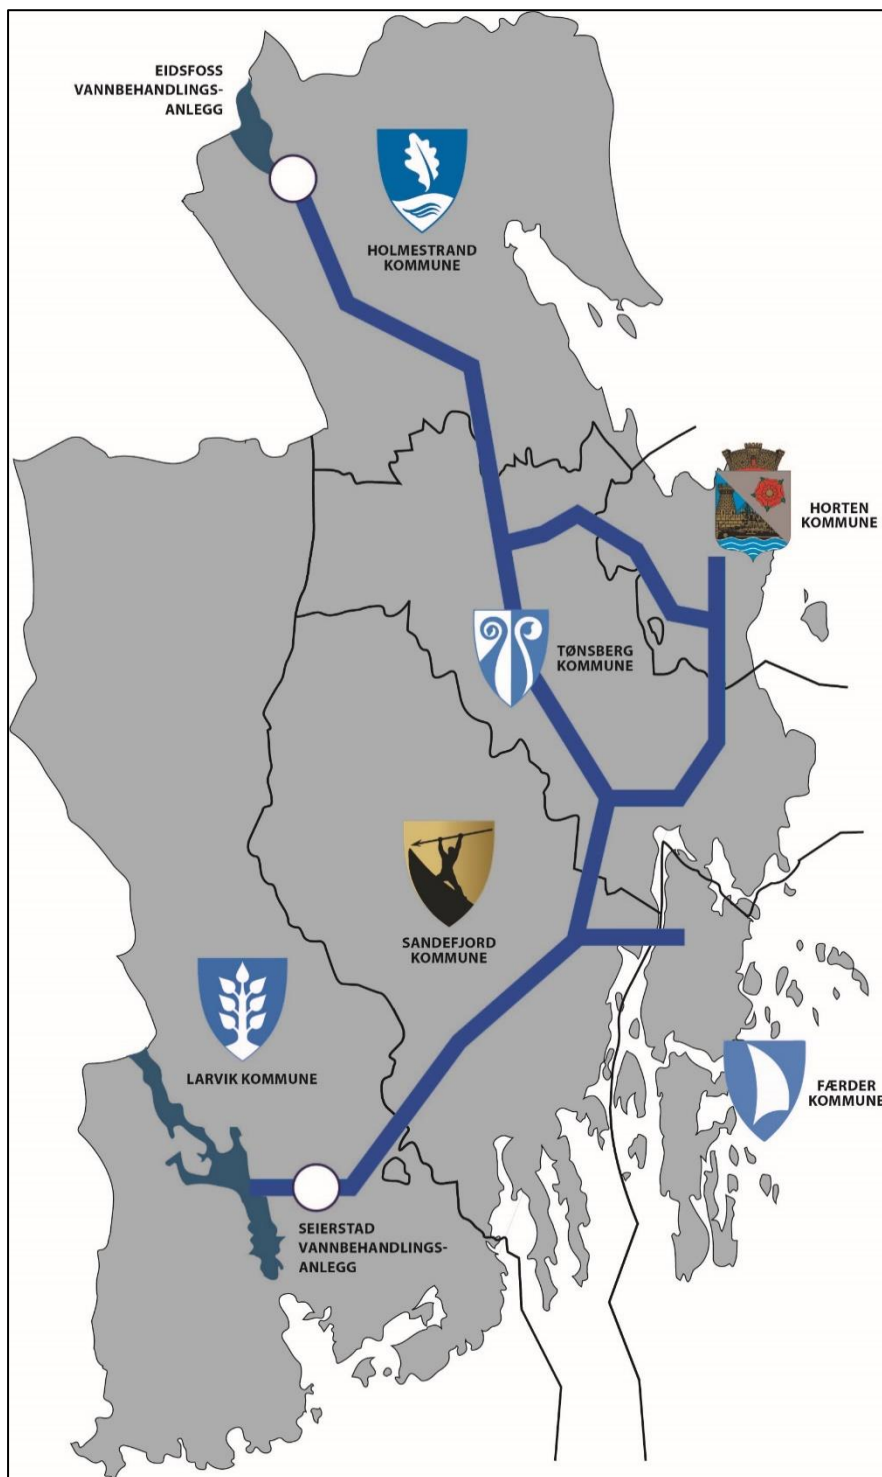 EIDSFOSS
VANNBEHANDLINGS-
ANLEGG
HOLMESTRAND
KOMMUNE
HORTEN
KOMMUNE
TØNSBERG
KOMMUNE
SANDEFJORD
KOMMUNE
LARVIK KOMMUNE
FÆRDER
KOMMUNE
SEIERSTAD
VANNBEHANDLINGS-
ANLEGG